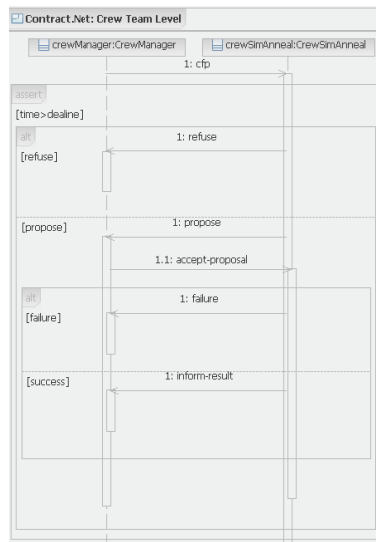 Contract.Net: Crew Team Level
crewManager:CrewManager
crewSimAnneal:CrewSimAnneal
1: cfp
assert
[time>dealine]
alt
1: refuse
[refuse]
1: propose
[propose]
1.1: accept-proposal
alt
1: failure
[failure]
1: inform-result
[success]